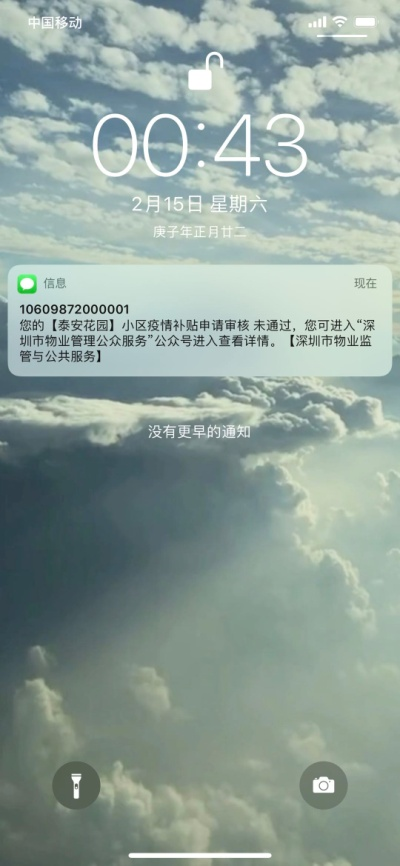 中国移动
00:43
2月15日 星期六
庚子年正月廿二
信息 现在
10609872000001
您的【泰安花园】小区疫情补贴申请审核 未通过，您可进入“深
圳市物业管理公众服务”公众号进入查看详情。【深圳市物业监
管与公共服务】
没有更早的通知